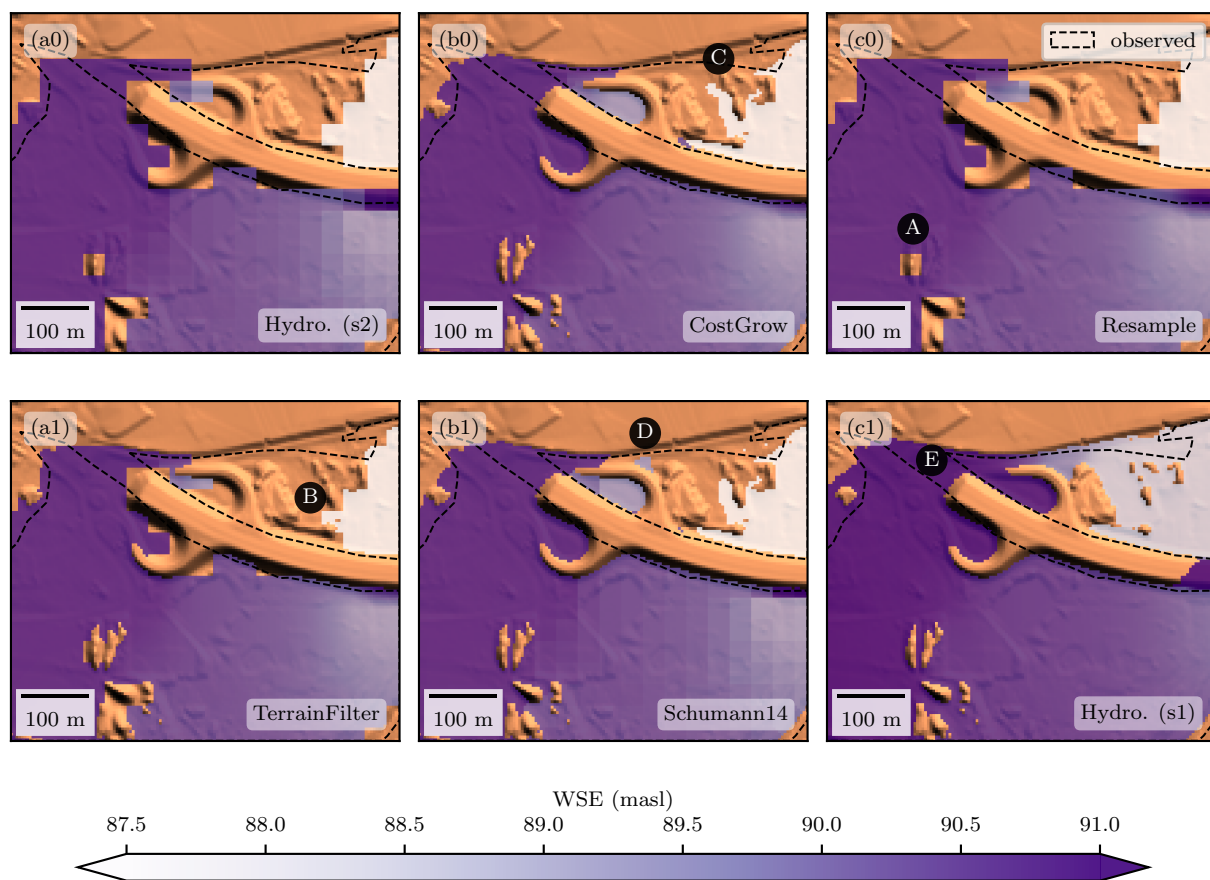 (a0)
Hydro. (s2)
100 m
(b0)
C
CostGrow
100 m
(c0)
observed
A
Resample
100 m
(a1)
B
TerrainFilter
100 m
(b1)
D
Schumann14
100 m
(c1)
E
Hydro. (s1)
100 m
WSE (masl)
87.5 88.0 88.5 89.0 89.5 90.0 90.5 91.0